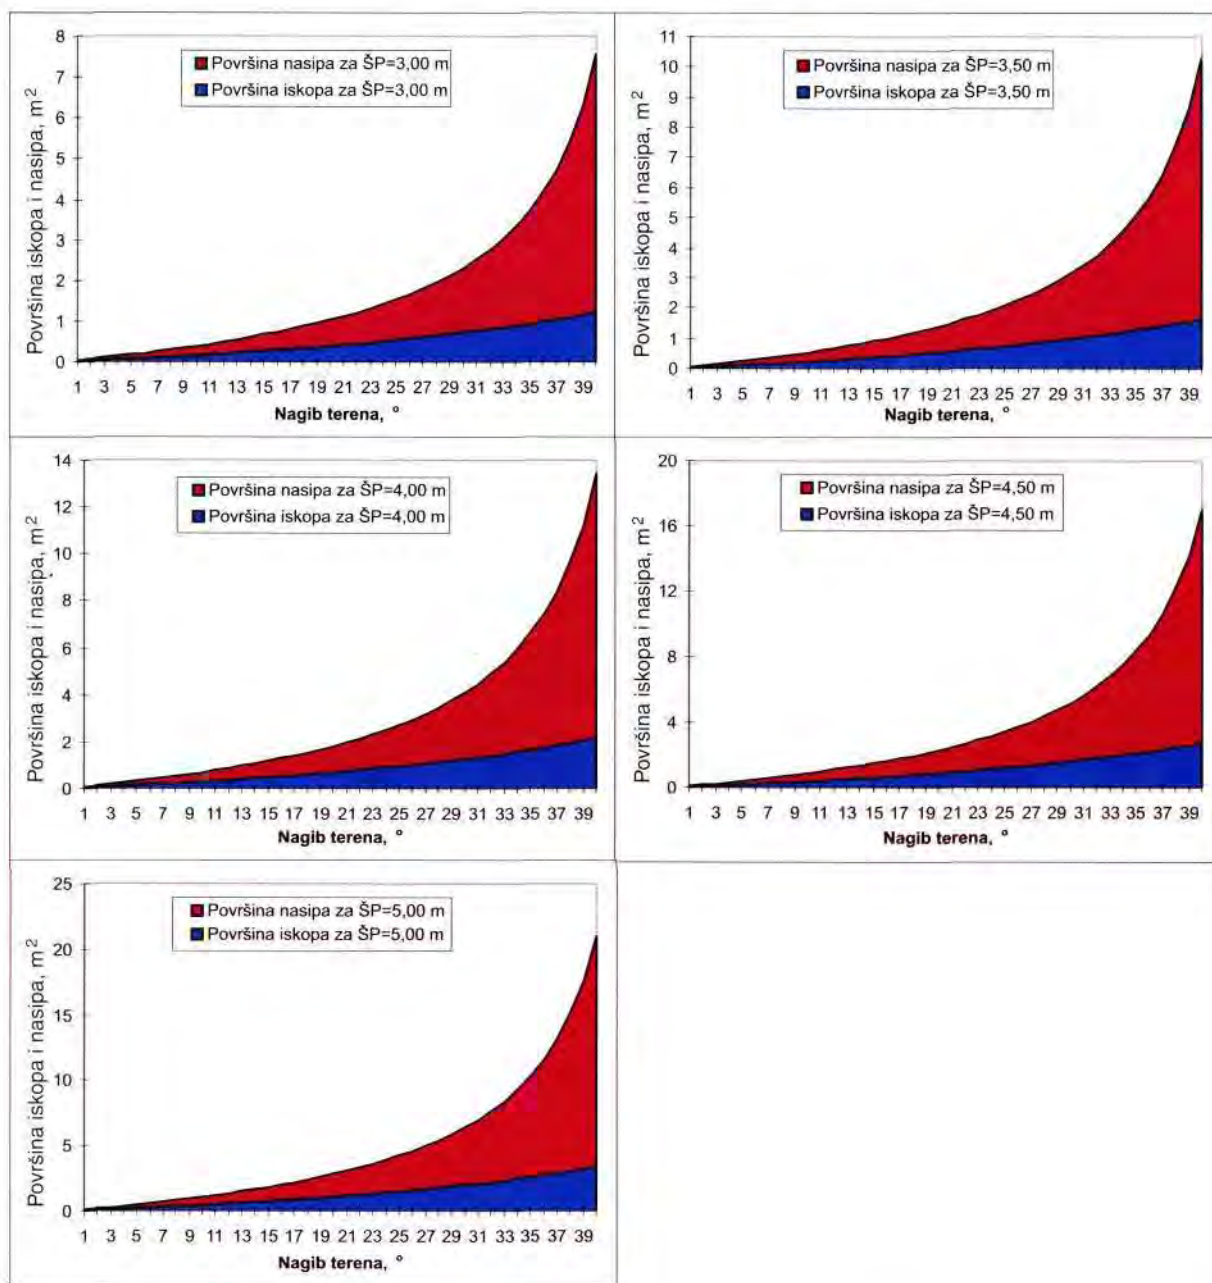 Površina iskopa i nasipa, m²
8
7
6
5
4
3
2
1
0
Površina nasipa za ŠP=3,00 m
Površina iskopa za ŠP=3,00 m
1 3 5 7 9 11 13 15 17 19 21 23 25 27 29 31 33 35 37 39
Nagib terena, °
Površina iskopa i nasipa, m²
11
10
9
8
7
6
5
4
3
2
1
0
Površina nasipa za ŠP=3,50 m
Površina iskopa za ŠP=3,50 m
1 3 5 7 9 11 13 15 17 19 21 23 25 27 29 31 33 35 37 39
Nagib terena, °
Površina iskopa i nasipa, m²
14
12
10
8
6
4
2
0
Površina nasipa za ŠP=4,00 m
Površina iskopa za ŠP=4,00 m
1 3 5 7 9 11 13 15 17 19 21 23 25 27 29 31 33 35 37 39
Nagib terena, °
Površina iskopa i nasipa, m²
20
16
12
8
4
0
Površina nasipa za ŠP=4,50 m
Površina iskopa za ŠP=4,50 m
1 3 5 7 9 11 13 15 17 19 21 23 25 27 29 31 33 35 37 39
Nagib terena, °
Površina iskopa i nasipa, m²
25
20
15
10
5
0
Površina nasipa za ŠP=5,00 m
Površina iskopa za ŠP=5,00 m
1 3 5 7 9 11 13 15 17 19 21 23 25 27 29 31 33 35 37 39
Nagib terena, °